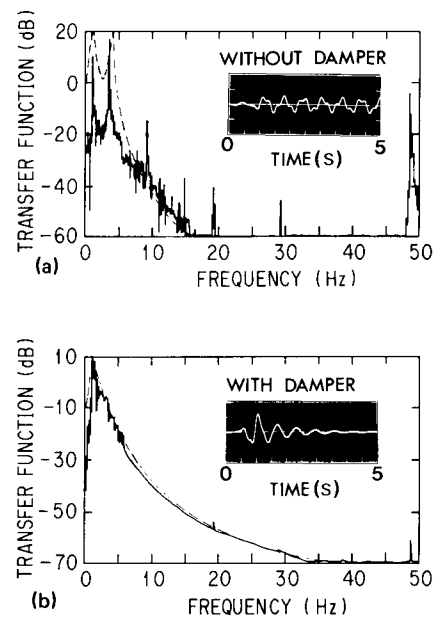 TRANSFER FUNCTION (dB)
20
0
-20
-40
-60
WITHOUT DAMPER
0
5
TIME(S)
0
10
20
30
40
50
(a)
FREQUENCY (Hz)
TRANSFER FUNCTION (dB)
10
-10
-30
-50
-70
WITH DAMPER
0
5
TIME(S)
0
10
20
30
40
50
(b)
FREQUENCY (Hz)